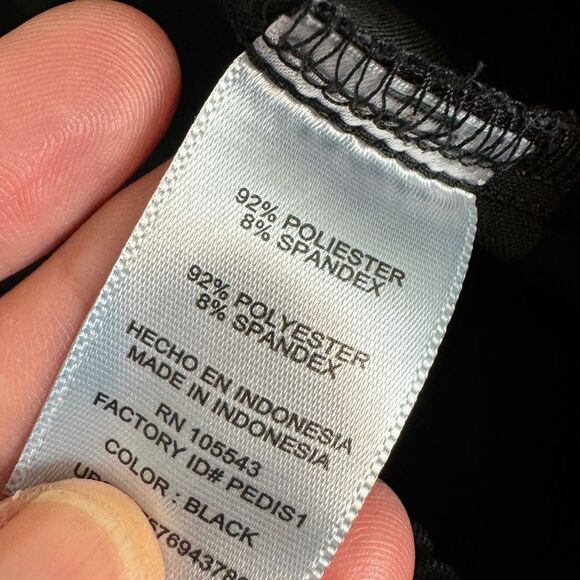 92% POLIESTER
8% SPANDEX
92% POLYESTER
8% SPANDEX
HECHO EN INDONESIA
MADE IN INDONESIA
RN 105543
FACTORY ID# PEDIS1
COLOR : BLACK